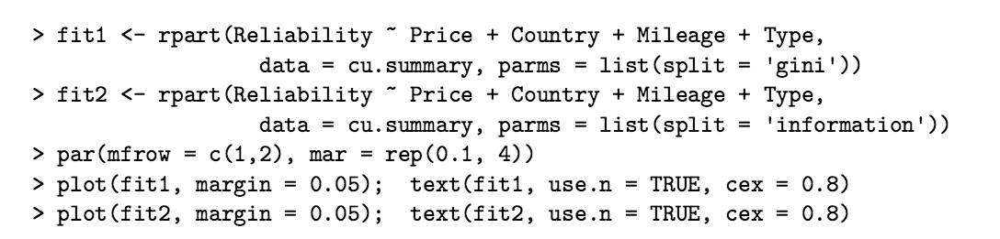 > fit1 <- rpart(Reliability ~ Price + Country + Mileage + Type,
                data = cu.summary, parms = list(split = 'gini'))
> fit2 <- rpart(Reliability ~ Price + Country + Mileage + Type,
                data = cu.summary, parms = list(split = 'information'))
> par(mfrow = c(1,2), mar = rep(0.1, 4))
> plot(fit1, margin = 0.05);  text(fit1, use.n = TRUE, cex = 0.8)
> plot(fit2, margin = 0.05);  text(fit2, use.n = TRUE, cex = 0.8)